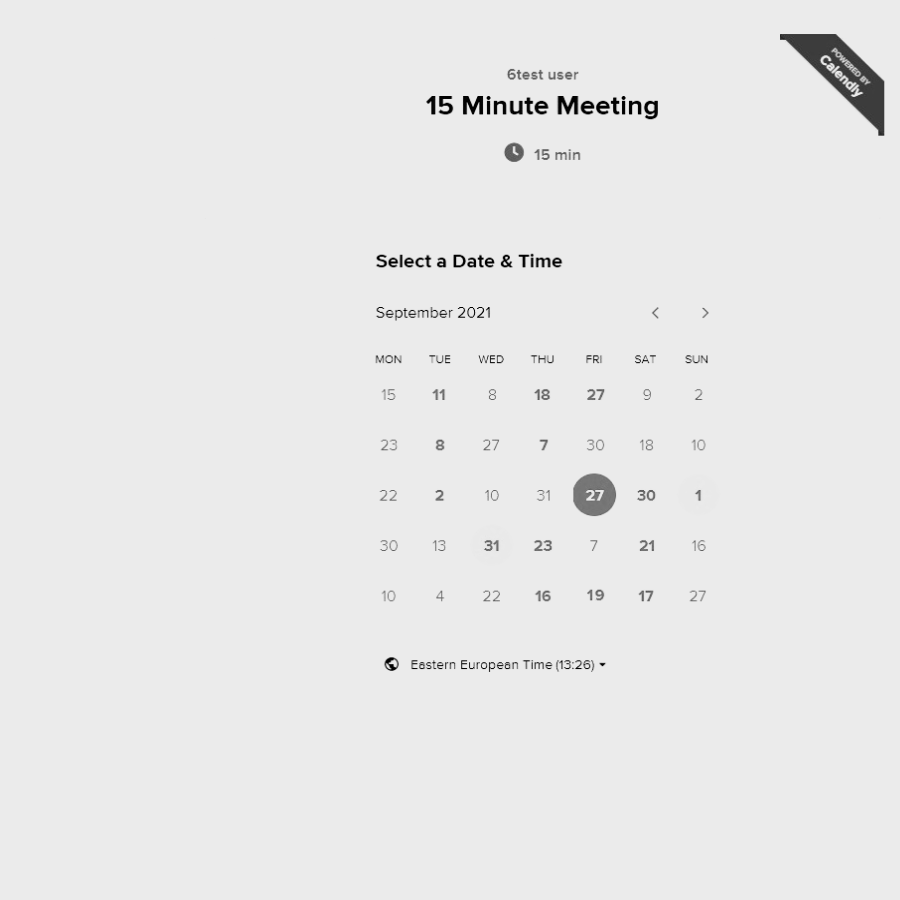 POWERED BY
Calendly
6test user
15 Minute Meeting
15 min
Select a Date & Time
September 2021
MON TUE WED THU FRI SAT SUN
15 11 8 18 27 9 2
23 8 27 7 30 18 10
22 2 10 31 27 30 1
30 13 31 23 7 21 16
10 4 22 16 19 17 27
Eastern European Time (13:26)